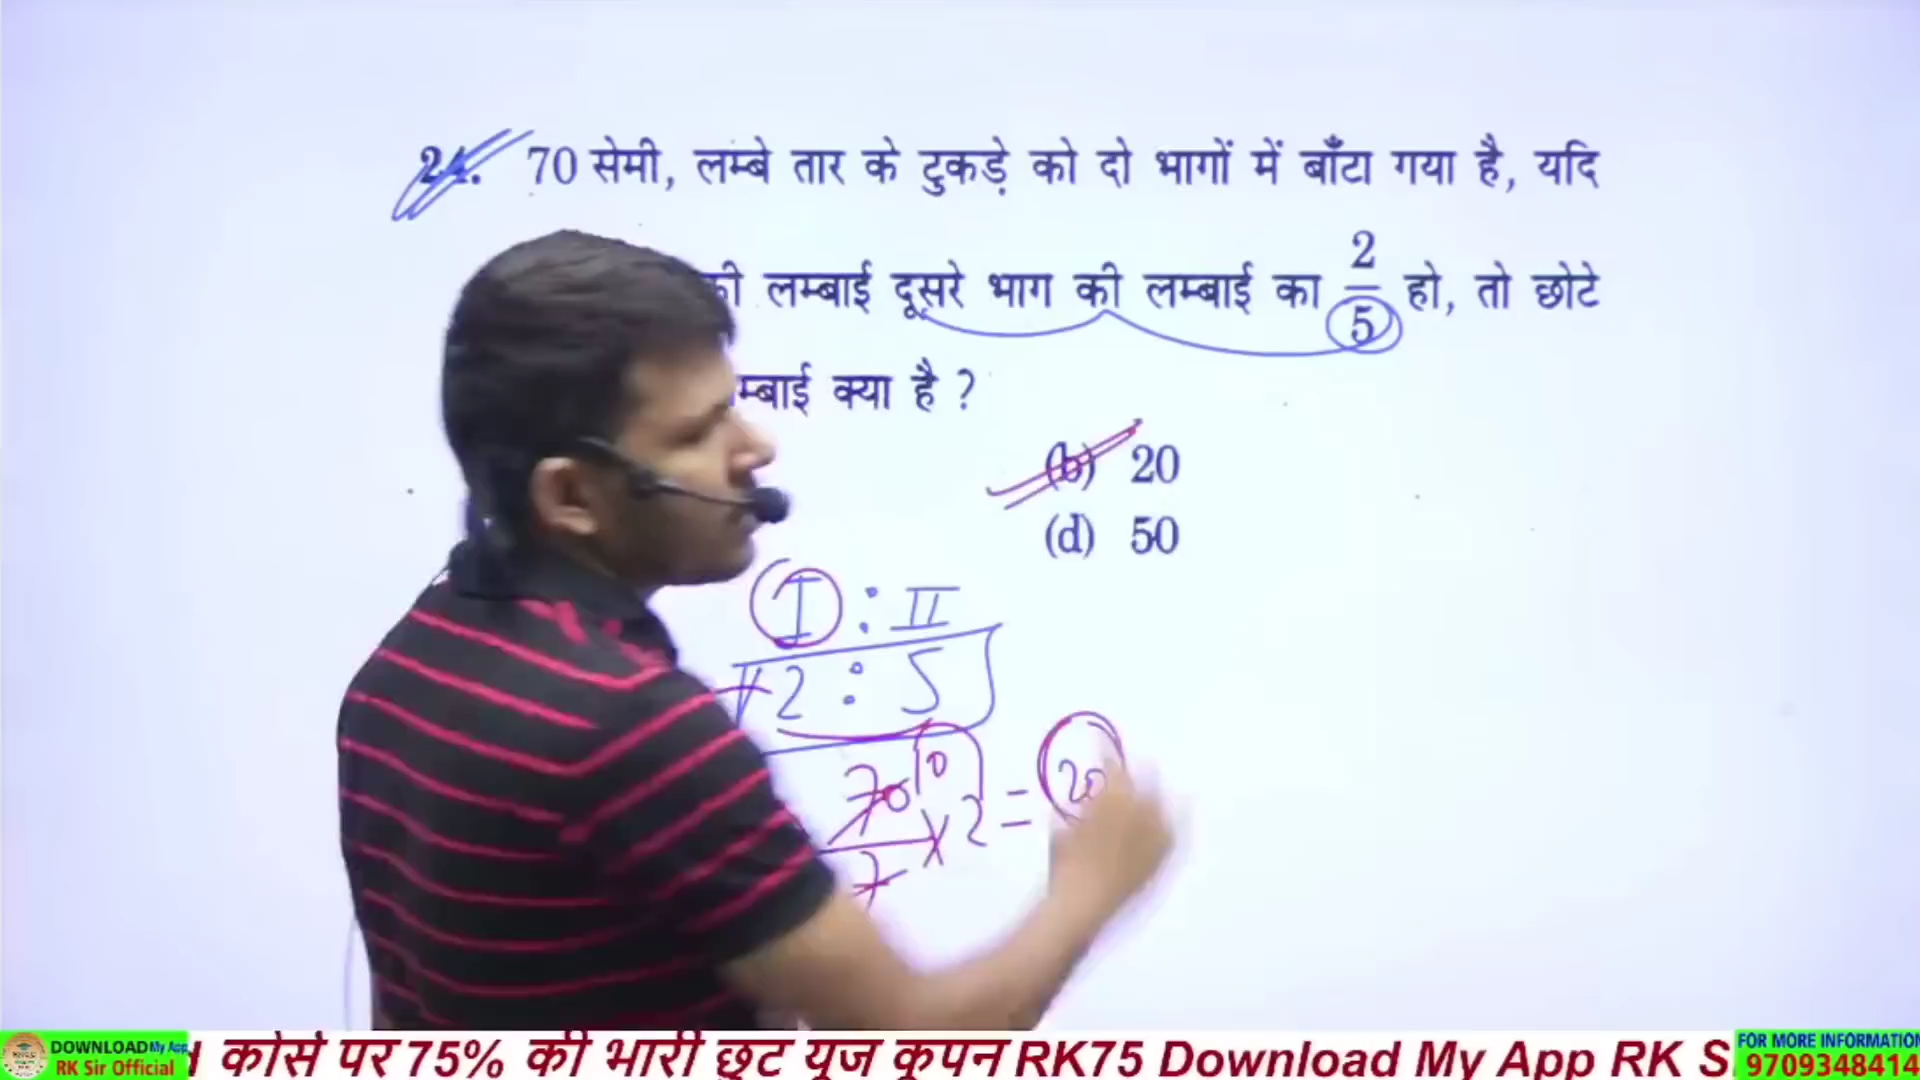 24. 70 सेमी, लम्बे तार के टुकड़े को दो भागों में बाँटा गया है, यदि
की लम्बाई दूसरे भाग की लम्बाई का 2/5 हो, तो छोटे
म्बाई क्या है ?
(b) 20
(d) 50
I : II
2 : 5
70 10
7 × 2 = 20
DOWNLOAD My App
RK Sir Official
कोर्स पर 75% की भारी छूट यूज कूपन RK75 Download My App RK S
FOR MORE INFORMATION
9709348414